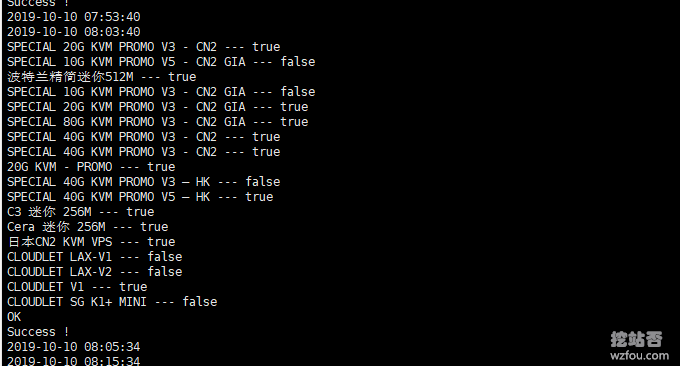 Success !
2019-10-10 07:53:40
2019-10-10 08:03:40
SPECIAL 20G KVM PROMO V3 - CN2 --- true
SPECIAL 10G KVM PROMO V5 - CN2 GIA --- false
波特兰精简迷你512M --- true
SPECIAL 10G KVM PROMO V3 - CN2 GIA --- false
SPECIAL 20G KVM PROMO V3 - CN2 GIA --- true
SPECIAL 80G KVM PROMO V3 - CN2 GIA --- true
SPECIAL 40G KVM PROMO V3 - CN2 --- true
SPECIAL 40G KVM PROMO V3 - CN2 --- true
20G KVM - PROMO --- true
SPECIAL 40G KVM PROMO V3 – HK --- false
SPECIAL 40G KVM PROMO V5 – HK --- true
C3 迷你 256M --- true
Cera 迷你 256M --- true
日本CN2 KVM VPS --- true
CLOUDLET LAX-V1 --- false
CLOUDLET LAX-V2 --- false
CLOUDLET V1 --- true
CLOUDLET SG K1+ MINI --- false
OK
Success !
2019-10-10 08:05:34
2019-10-10 08:15:34
挖站否
wzfou.com